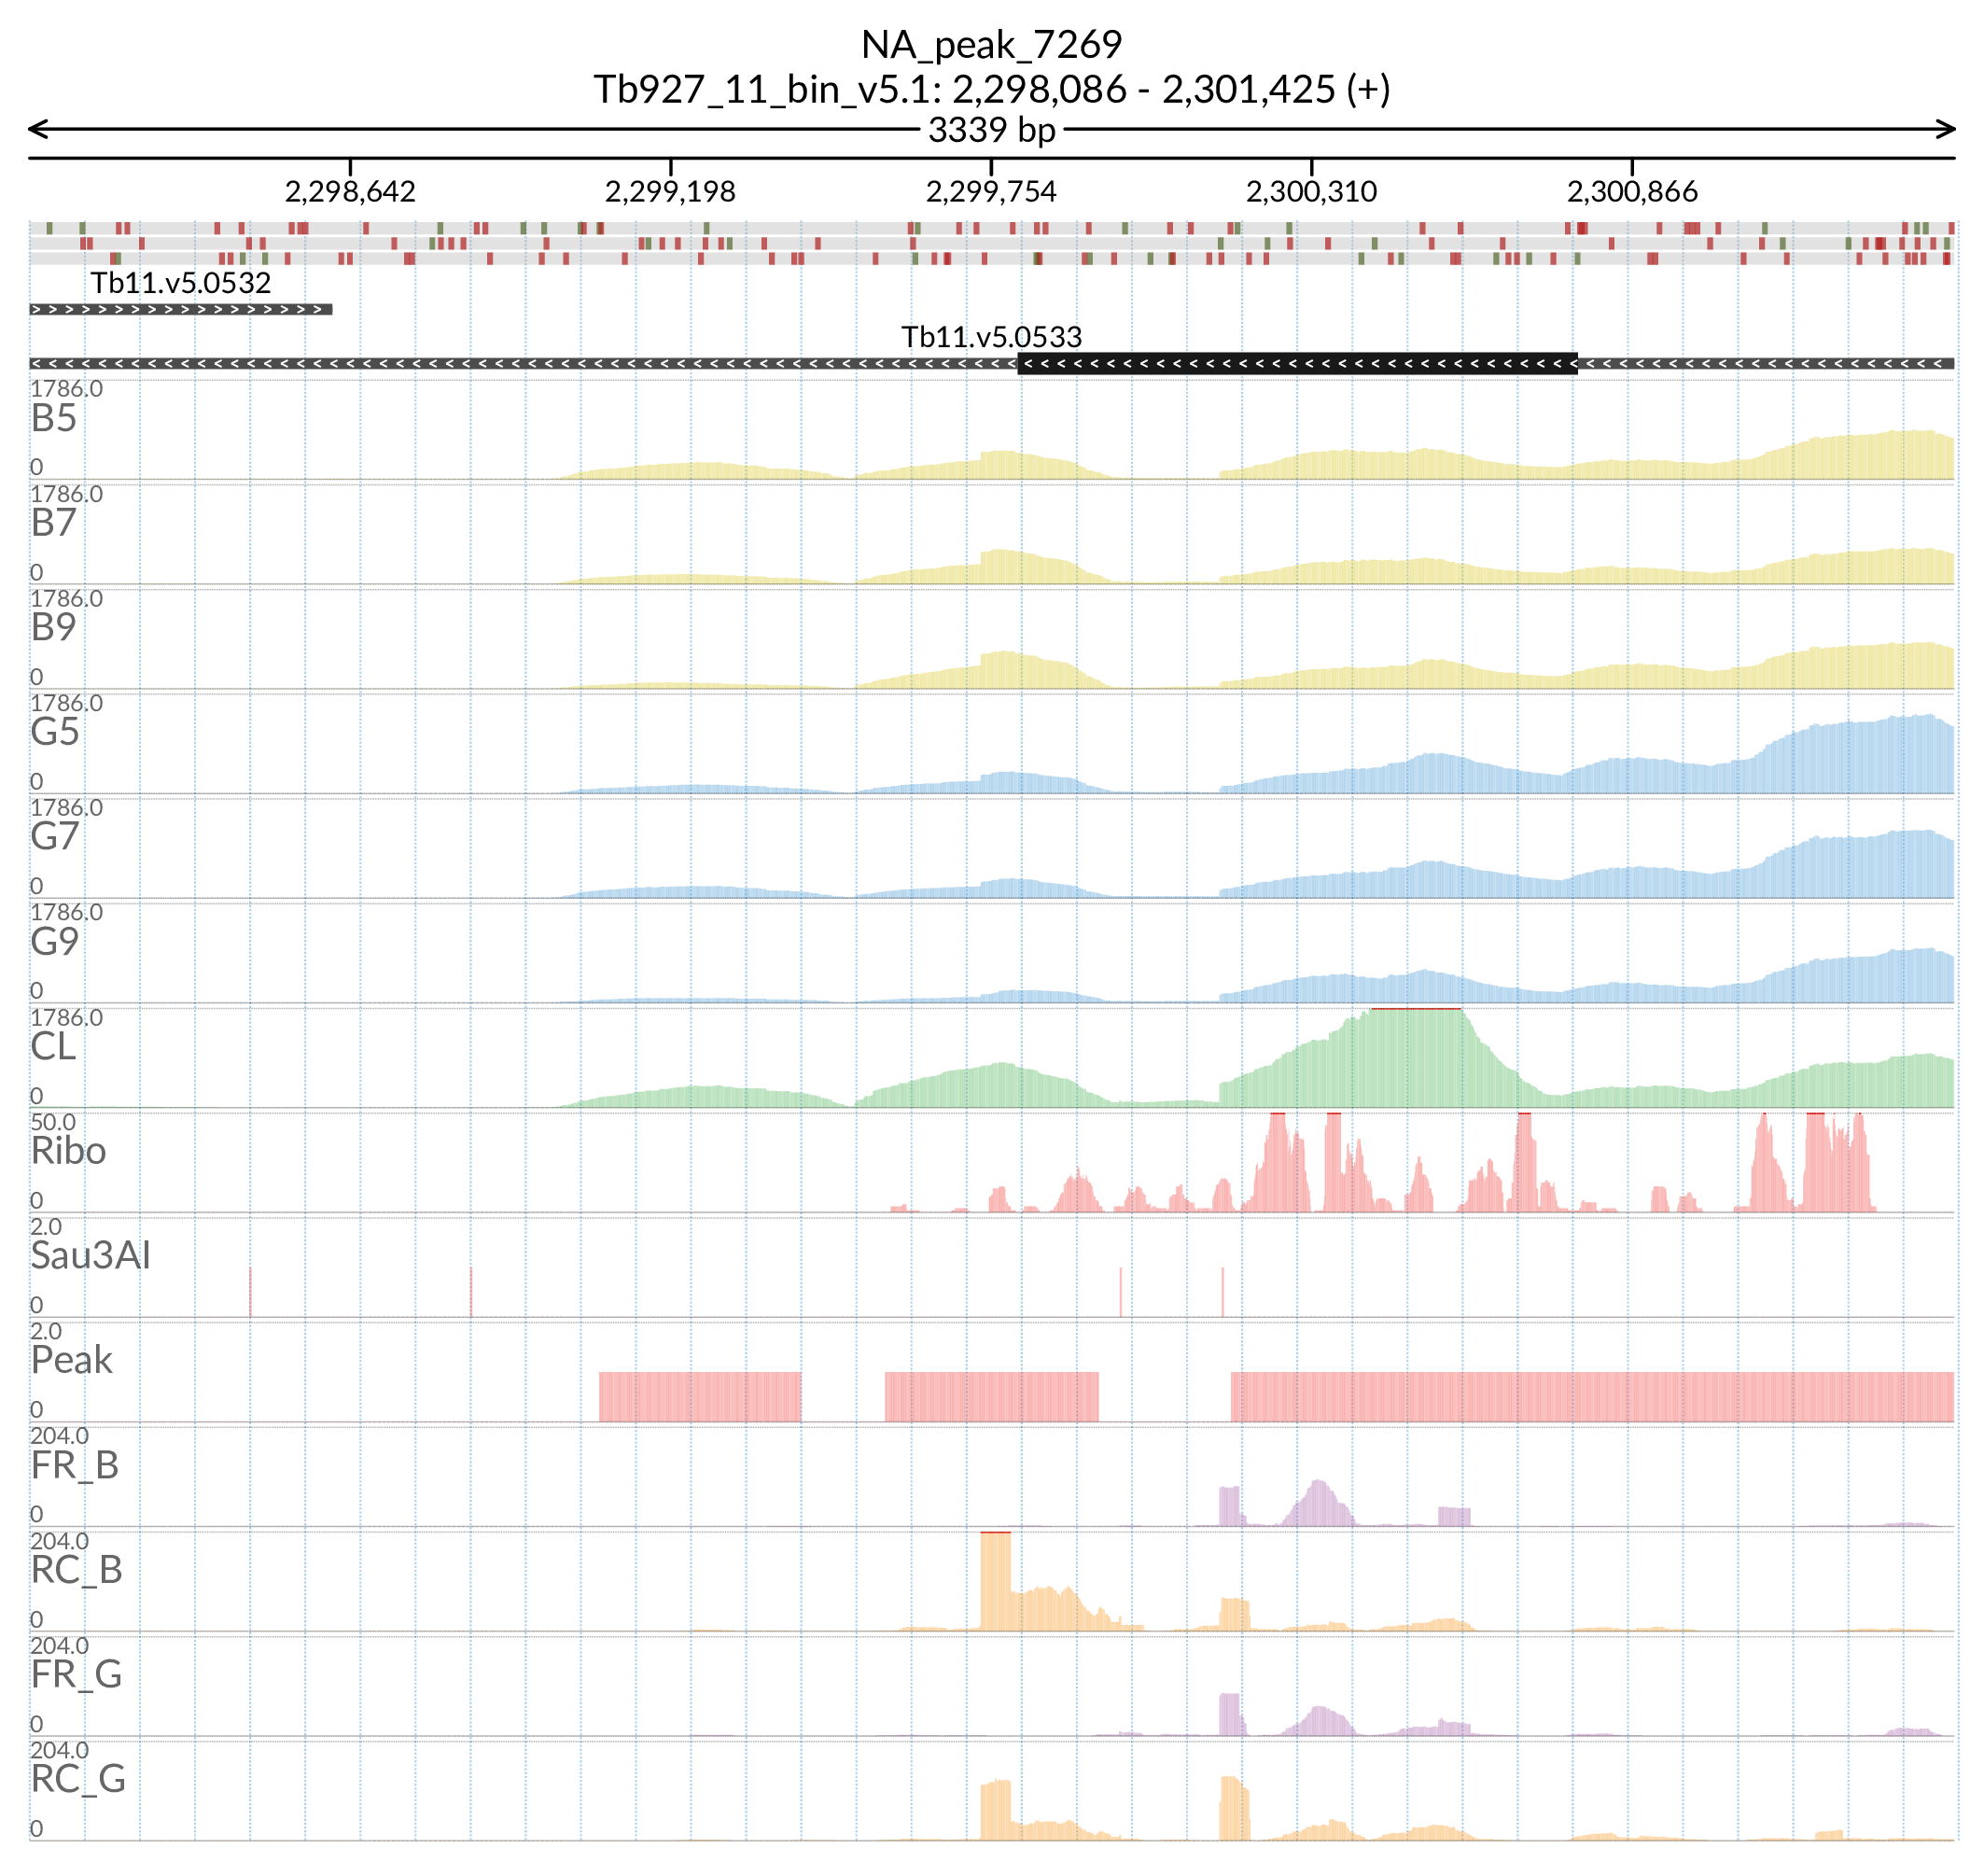 NA_peak_7269
Tb927_11_bin_v5.1: 2,298,086 - 2,301,425 (+)
3339 bp
2,298,642 2,299,198 2,299,754 2,300,310 2,300,866
Tb11.v5.0532
Tb11.v5.0533
1786.0
B5
0
1786.0
B7
0
1786.0
B9
0
1786.0
G5
0
1786.0
G7
0
1786.0
G9
0
1786.0
CL
0
50.0
Ribo
0
2.0
Sau3AI
0
2.0
Peak
0
204.0
FR_B
0
204.0
RC_B
0
204.0
FR_G
0
204.0
RC_G
0